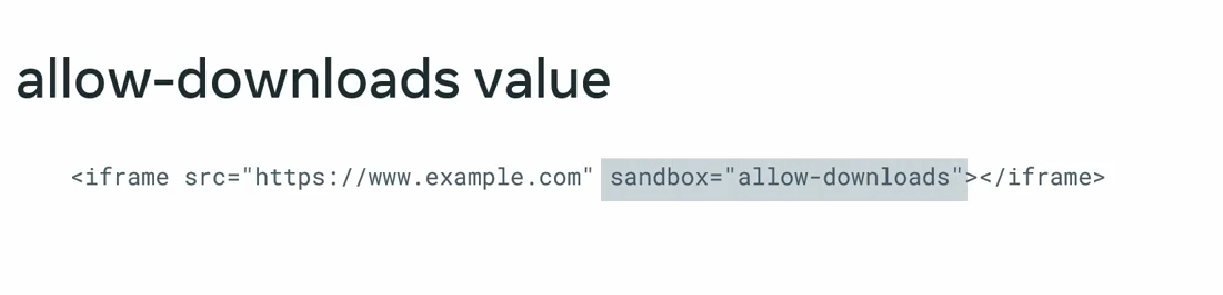 allow-downloads value
<iframe src="https://www.example.com" sandbox="allow-downloads"></iframe>